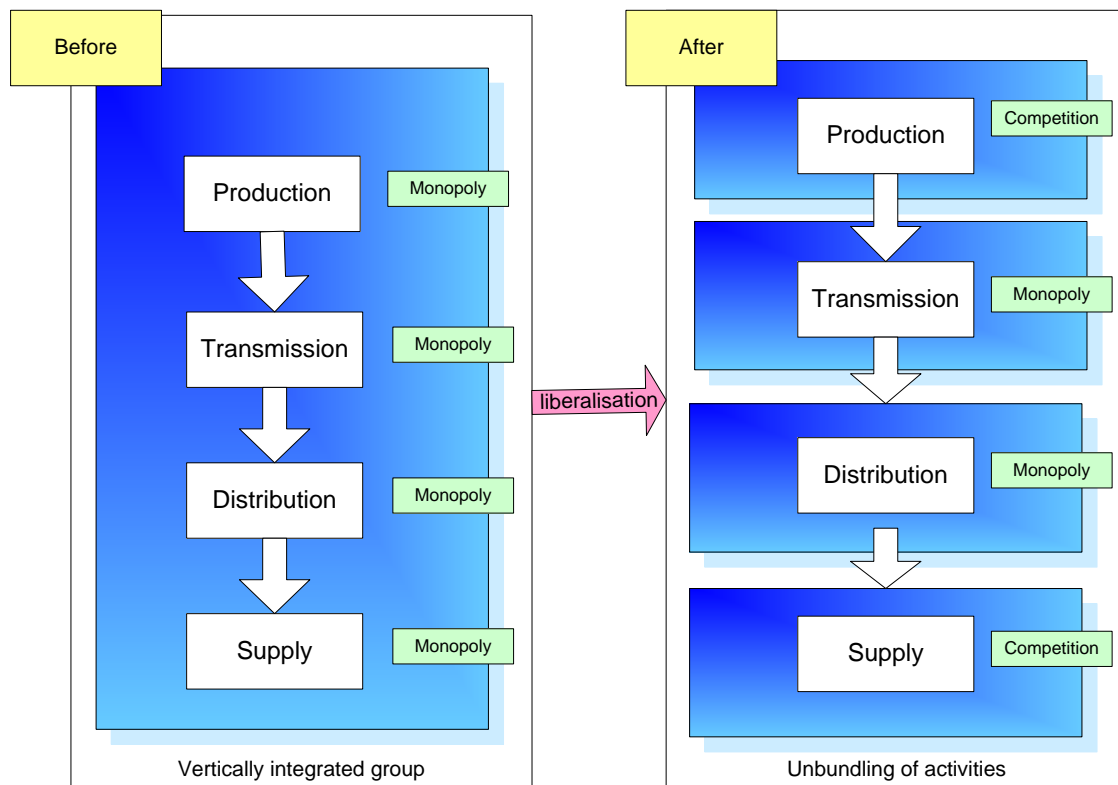 Before
Production
Monopoly
Transmission
Monopoly
Distribution
Monopoly
Supply
Monopoly
Vertically integrated group
liberalisation
After
Production
Competition
Transmission
Monopoly
Distribution
Monopoly
Supply
Competition
Unbundling of activities